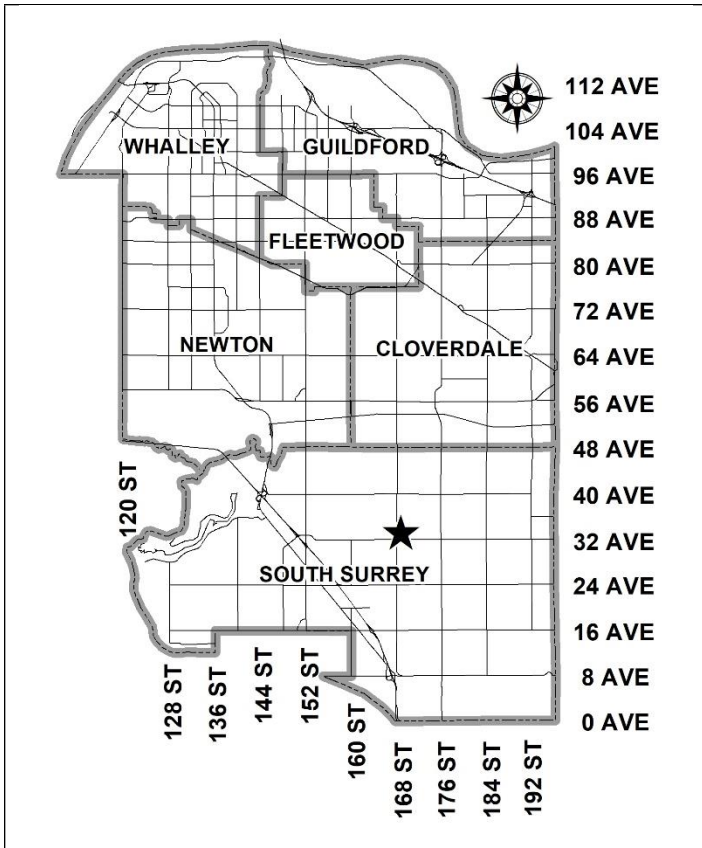 112 AVE
104 AVE
WHALLEY
GUILDFORD
96 AVE
88 AVE
FLEETWOOD
80 AVE
72 AVE
NEWTON
CLOVERDALE
64 AVE
56 AVE
48 AVE
120 ST
40 AVE
32 AVE
SOUTH SURREY
24 AVE
16 AVE
8 AVE
0 AVE
128 ST
136 ST
144 ST
152 ST
160 ST
168 ST
176 ST
184 ST
192 ST